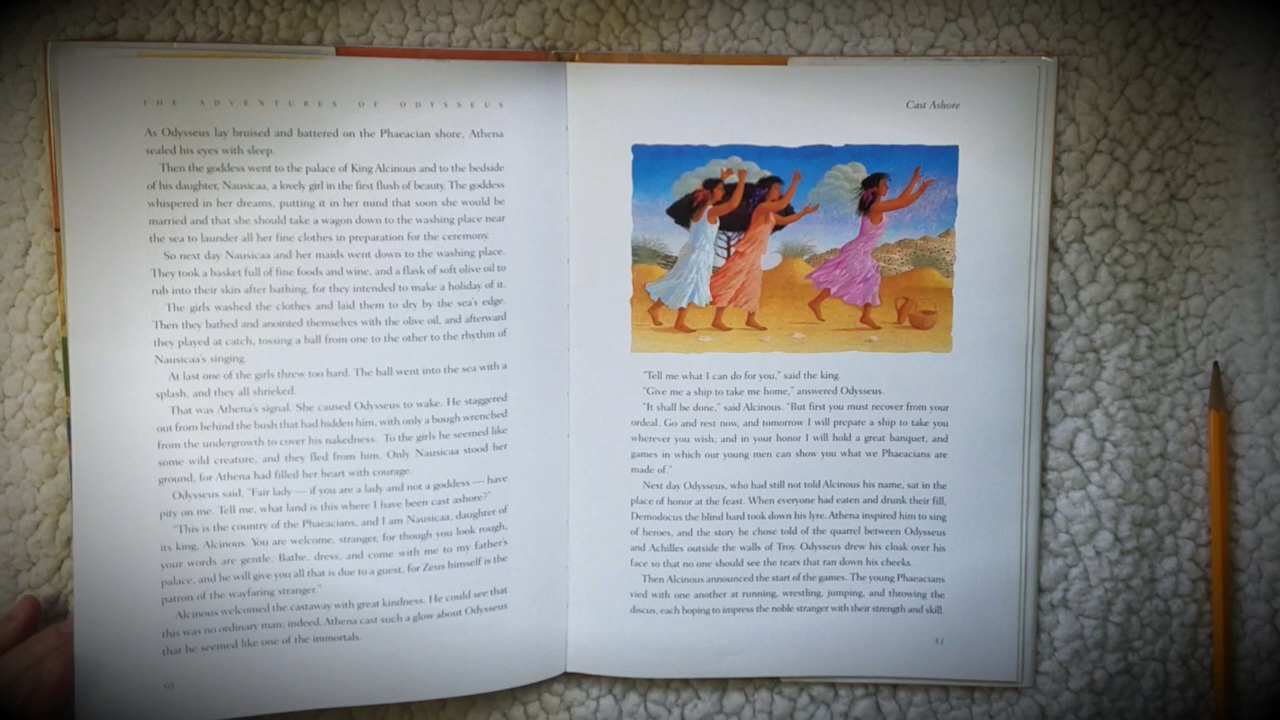 THE ADVENTURES OF ODYSSEUS
As Odysseus lay bruised and battered on the Phaeacian shore, Athena
sealed his eyes with sleep.
Then the goddess went to the palace of King Alcinous and to the bedside
of his daughter, Nausicaa, a lovely girl in the first flush of beauty. The goddess
whispered in her dreams, putting it in her mind that soon she would be
married and that she should take a wagon down to the washing place near
the sea to launder all her fine clothes in preparation for the ceremony.
So next day Nausicaa and her maids went down to the washing place.
They took a basket full of fine foods and wine, and a flask of soft olive oil to
rub into their skin after bathing, for they intended to make a holiday of it.
The girls washed the clothes and laid them to dry by the sea's edge.
Then they bathed and anointed themselves with the olive oil, and afterward
they played at catch, tossing a ball from one to the other to the rhythm of
Nausicaa's singing.
At last one of the girls threw too hard. The ball went into the sea with a
splash, and they all shrieked.
That was Athena's signal. She caused Odysseus to wake. He staggered
out from behind the bush that had hidden him, with only a bough wrenched
from the undergrowth to cover his nakedness. To the girls he seemed like
some wild creature, and they fled from him. Only Nausicaa stood her
ground, for Athena had filled her heart with courage.
Odysseus said, "Fair lady — if you are a lady and not a goddess — have
pity on me. Tell me, what land is this where I have been cast ashore?"
"This is the country of the Phaeacians, and I am Nausicaa, daughter of
its king, Alcinous. You are welcome, stranger, for though you look rough,
your words are gentle. Bathe, dress, and come with me to my father's
palace, and he will give you all that is due to a guest, for Zeus himself is the
patron of the wayfaring stranger."
Alcinous welcomed the castaway with great kindness. He could see that
this was no ordinary man; indeed, Athena cast such a glow about Odysseus
that he seemed like one of the immortals.
50
Cast Ashore
"Tell me what I can do for you," said the king.
"Give me a ship to take me home," answered Odysseus.
"It shall be done," said Alcinous. "But first you must recover from your
ordeal. Go and rest now, and tomorrow I will prepare a ship to take you
wherever you wish; and in your honor I will hold a great banquet, and
games in which our young men can show you what we Phaeacians are
made of."
Next day Odysseus, who had still not told Alcinous his name, sat in the
place of honor at the feast. When everyone had eaten and drunk their fill,
Demodocus the blind bard took down his lyre. Athena inspired him to sing
of heroes, and the story he chose told of the quarrel between Odysseus
and Achilles outside the walls of Troy. Odysseus drew his cloak over his
face so that no one should see the tears that ran down his cheeks.
Then Alcinous announced the start of the games. The young Phaeacians
vied with one another at running, wrestling, jumping, and throwing the
discus, each hoping to impress the noble stranger with their strength and skill.
51